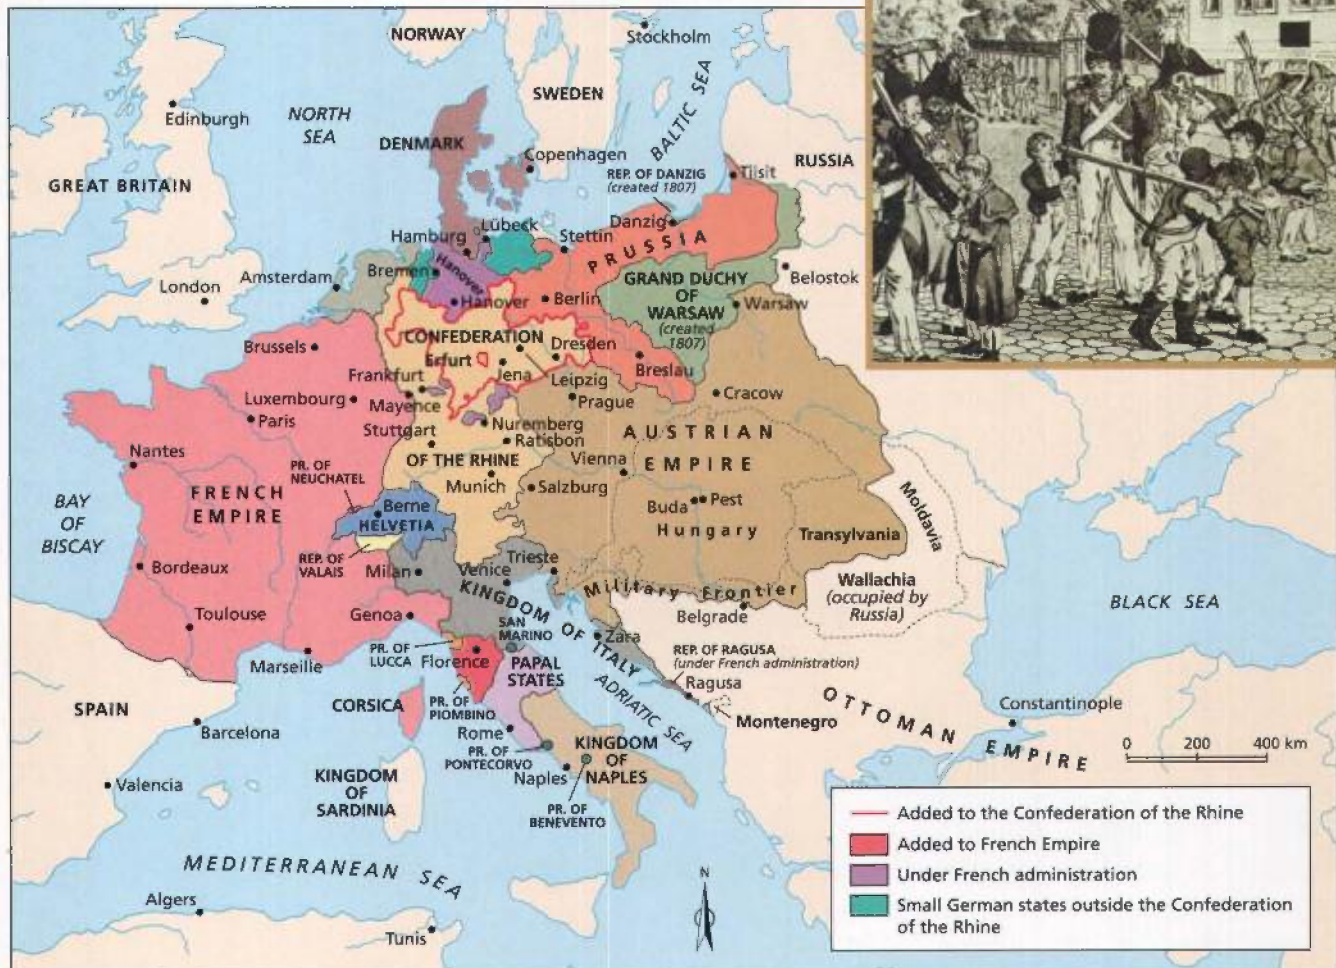 NORWAY
Stockholm
SWEDEN
Edinburgh
NORTH
SEA
BALTIC SEA
DENMARK
Copenhagen
RUSSIA
GREAT BRITAIN
REP. OF DANZIG
(created 1807)
Tilsit
Danzig
Lübeck
Hamburg
Stettin
PRUSSIA
Amsterdam
Bremen
Hanover
Belostok
London
Hanover
Berlin
GRAND DUCHY
OF
WARSAW
(created
1807)
Warsaw
CONFEDERATION
Brussels
Erfurt
Dresden
Jena
Breslau
Frankfurt
Leipzig
Luxembourg
Mayence
Prague
Cracow
Paris
Stuttgart
Nuremberg
AUSTRIAN
Ratisbon
Nantes
PR. OF
NEUCHATEL
OF THE RHINE
Vienna
EMPIRE
Munich
Salzburg
FRENCH
EMPIRE
BAY
OF
BISCAY
Berne
HELVETIA
Buda
Pest
Hungary
Moldavia
Transylvania
REP. OF
VALAIS
Bordeaux
Milan
Venice
Trieste
Military Frontier
Wallachia
(occupied by
Russia)
BLACK SEA
KINGDOM OF ITALY
Toulouse
Genoa
Belgrade
SAN
MARINO
Zara
PR. OF
LUCCA
Florence
Marseille
PAPAL
STATES
REP. OF RAGUSA
(under French administration)
Ragusa
ADRIATIC SEA
SPAIN
CORSICA
PR. OF
PIOMBINO
Montenegro
OTTOMAN EMPIRE
Constantinople
Barcelona
Rome
PR. OF
PONTECORVO
KINGDOM
OF
NAPLES
0 200 400 km
Valencia
KINGDOM
OF
SARDINIA
Naples
PR. OF
BENEVENTO
Added to the Confederation of the Rhine
Added to French Empire
Under French administration
Small German states outside the Confederation
of the Rhine
MEDITERRANEAN SEA
N
Algers
Tunis